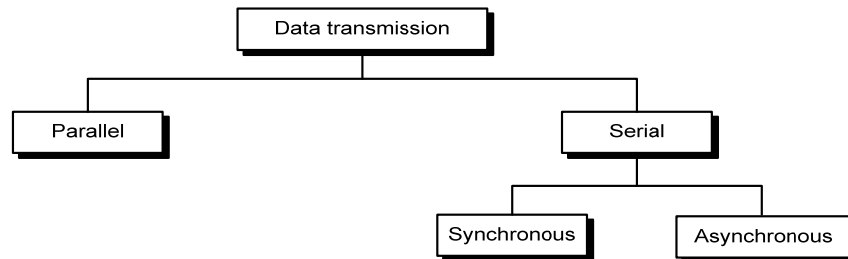 Data transmission
Parallel
Serial
Synchronous
Asynchronous